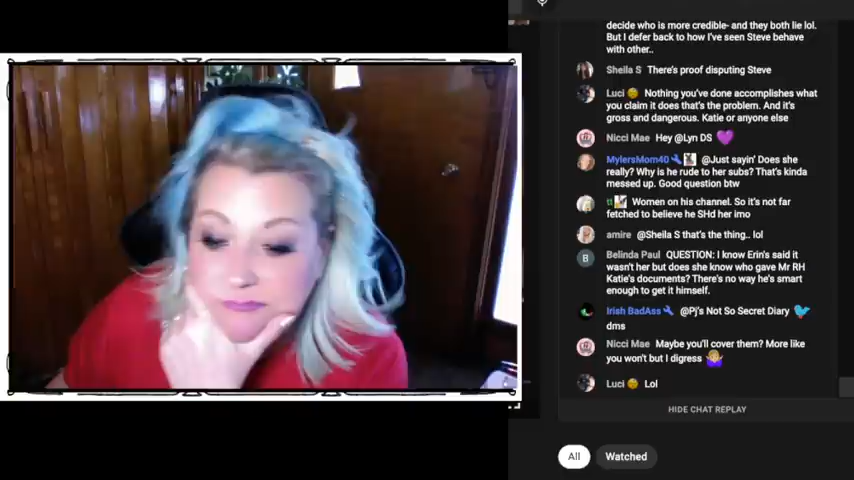 decide who is more credible- and they both lie lol.
But I defer back to how I've seen Steve behave
with other..
Sheila S There's proof disputing Steve
Luci Nothing you've done accomplishes what
you claim it does that's the problem. And it's
gross and dangerous. Katie or anyone else
Nicci Mae Hey @Lyn DS
MylersMom40 @Just sayin' Does she
really? Why is he rude to her subs? That's kinda
messed up. Good question btw
Women on his channel. So it's not far
fetched to believe he SHd her imo
amire @Sheila S that's the thing.. lol
B Belinda Paul QUESTION: I know Erin's said it
wasn't her but does she know who gave Mr RH
Katie's documents? There's no way he's smart
enough to get it himself.
Irish BadAss @Pj's Not So Secret Diary
dms
Nicci Mae Maybe you'll cover them? More like
you won't but I digress
Luci Lol
HIDE CHAT REPLAY
All Watched